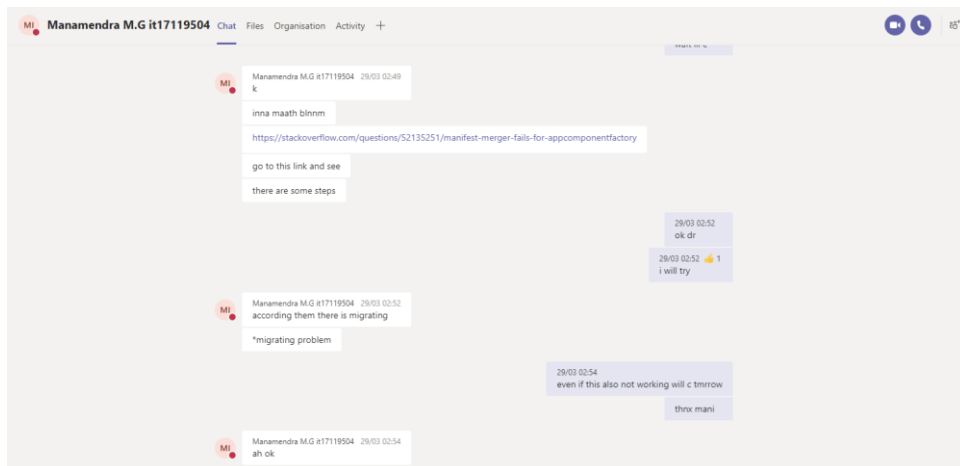 MI Manamendra M.G it17119504 Chat Files Organisation Activity +
MI Manamendra M.G it17119504 29/03 02:49
k
inna maath blnnm
https://stackoverflow.com/questions/52135251/manifest-merger-fails-for-appcomponentfactory
go to this link and see
there are some steps
29/03 02:52
ok dr
29/03 02:52 👍 1
i will try
MI Manamendra M.G it17119504 29/03 02:52
according them there is migrating
*migrating problem
29/03 02:54
even if this also not working will c tmrrow
thnx mani
MI Manamendra M.G it17119504 29/03 02:54
ah ok